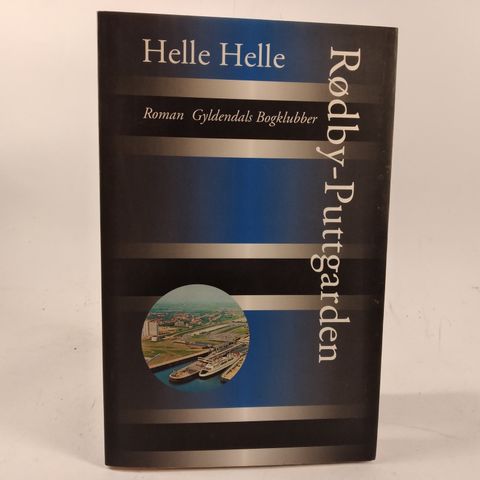 Helle Helle
Roman Gyldendals Bogklubber
Rødby-Puttgarden